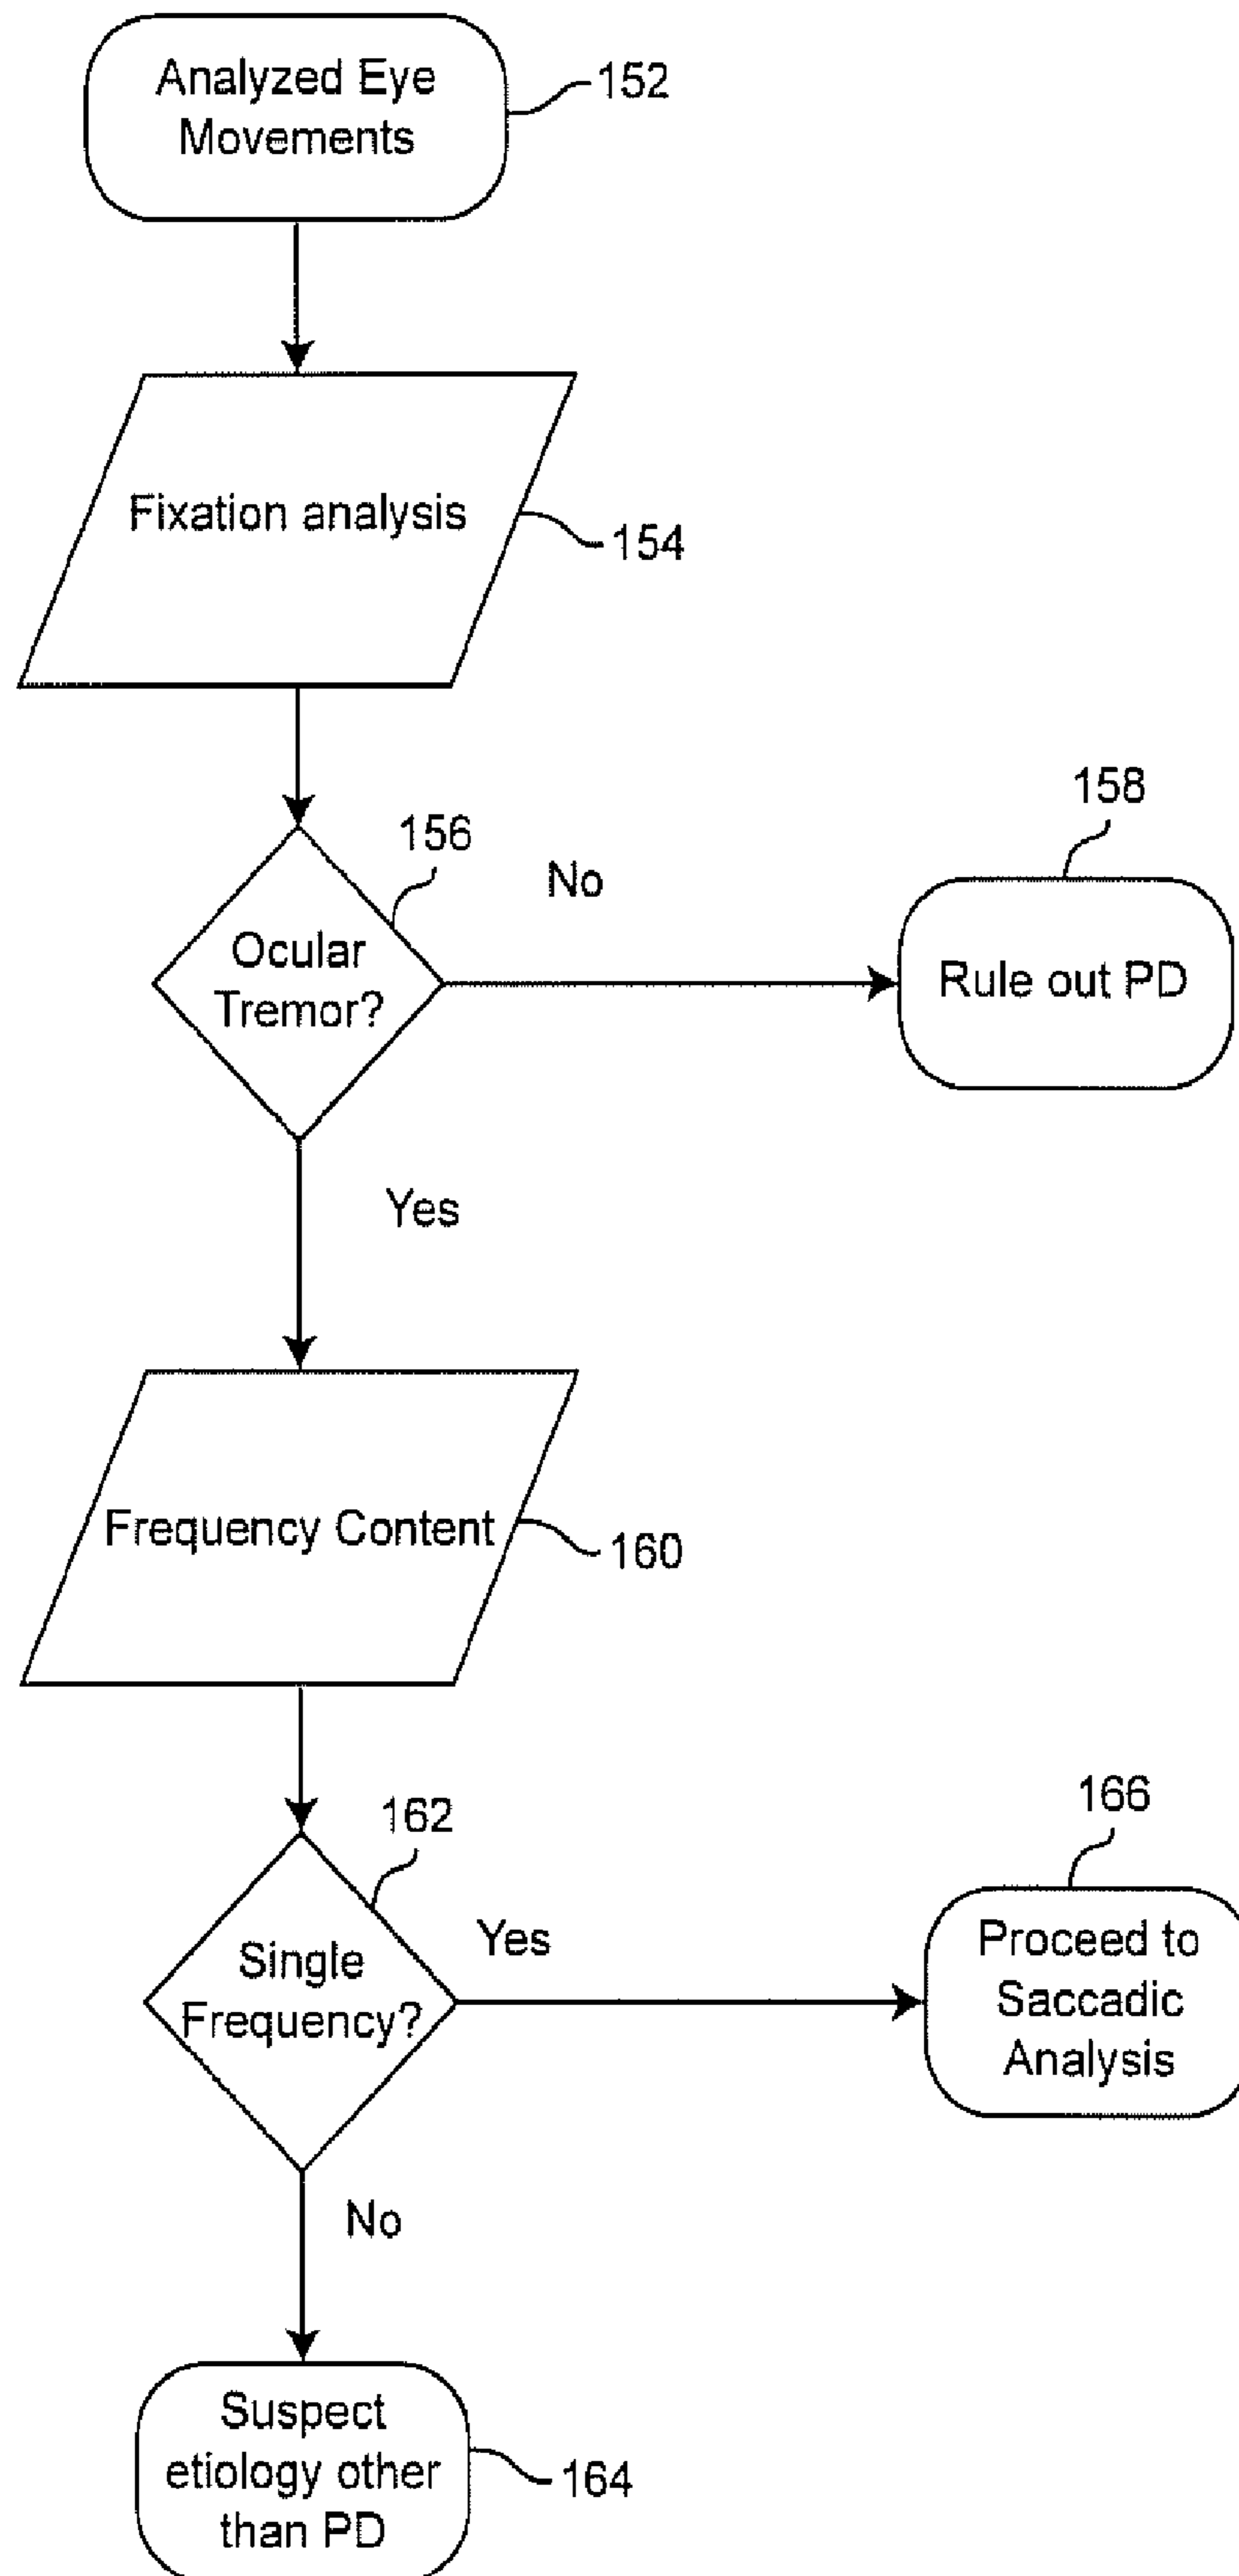 Analyzed Eye
Movements
152
Fixation analysis
154
156
Ocular
Tremor?
No
158
Rule out PD
Yes
Frequency Content
160
162
Single
Frequency?
Yes
166
Proceed to
Saccadic
Analysis
No
Suspect
etiology other
than PD
164